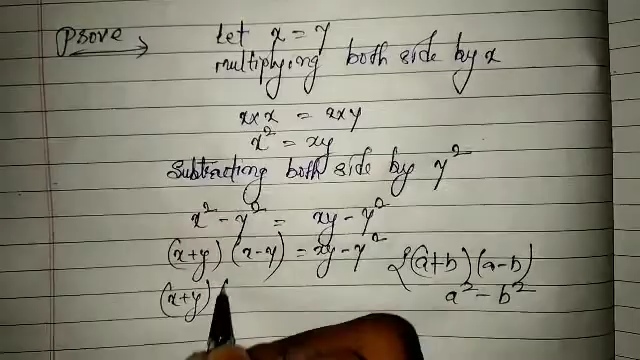 Prove
Let x = y
multiplying both side by x
x×x = x×y
x² = xy
Subtracting both side by y²
x² - y² = xy - y²
(x+y) (x-y) = xy - y² {(a+b) (a-b)
a² - b²
(x+y) (